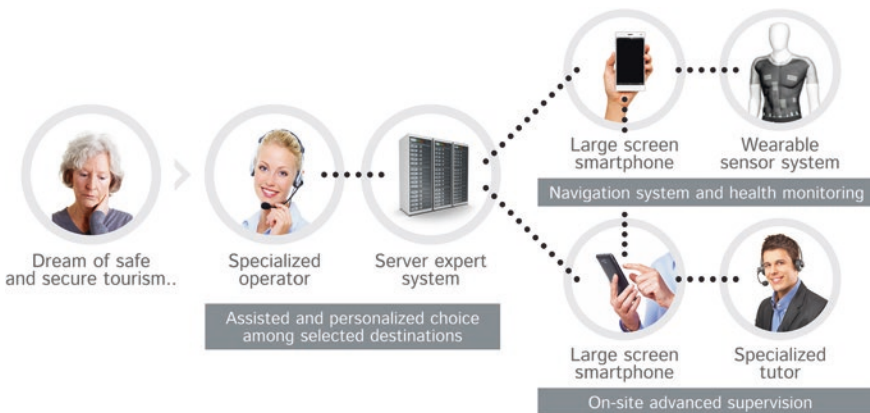 Dream of safe
and secure tourism..
Specialized
operator
Server expert
system
Assisted and personalized choice
among selected destinations
Large screen
smartphone
Wearable
sensor system
Navigation system and health monitoring
Large screen
smartphone
Specialized
tutor
On-site advanced supervision